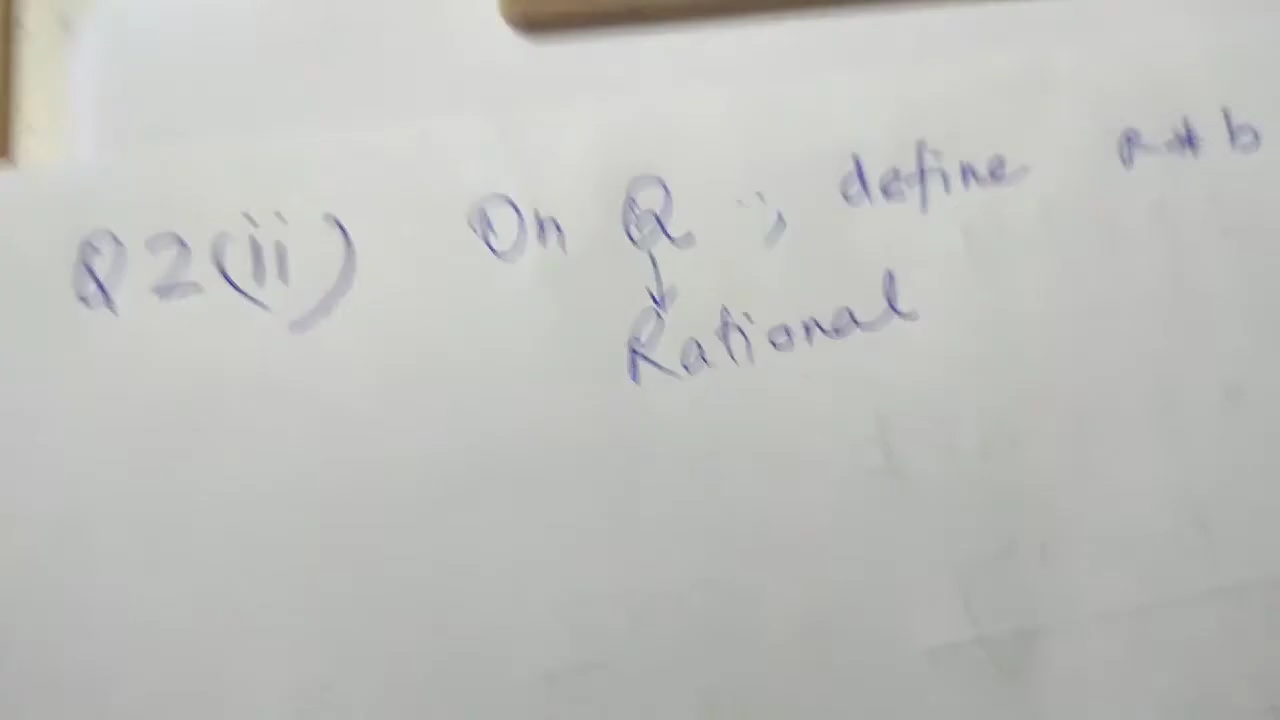 Q2(ii) On Q ; define a * b
Rational